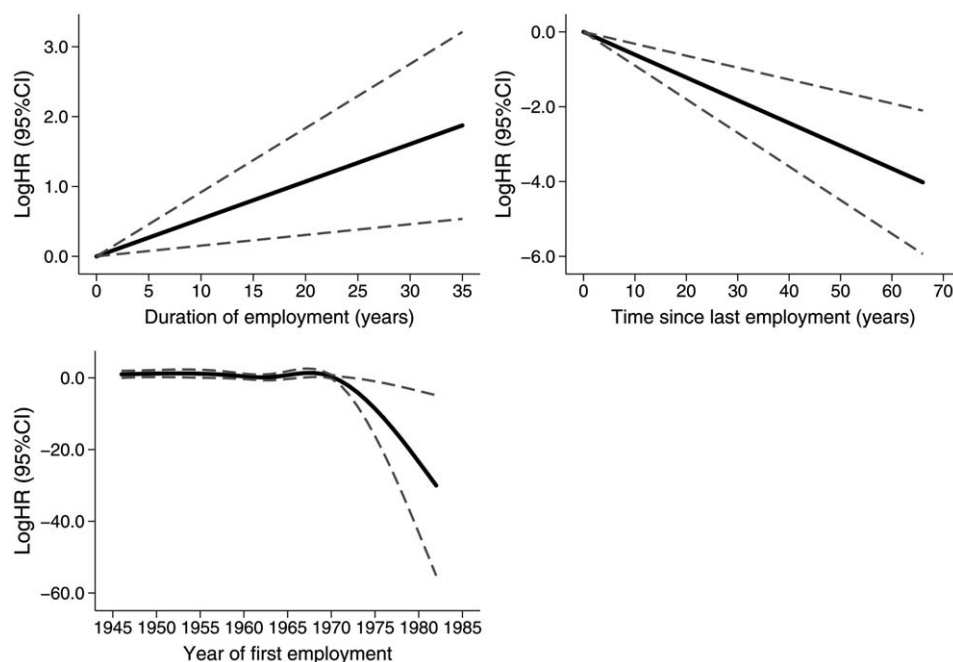 LogHR (95%CI)
3.0
2.0
1.0
0.0
0 5 10 15 20 25 30 35
Duration of employment (years)
LogHR (95%CI)
0.0
−2.0
−4.0
−6.0
0 10 20 30 40 50 60 70
Time since last employment (years)
LogHR (95%CI)
0.0
−20.0
−40.0
−60.0
1945 1950 1955 1960 1965 1970 1975 1980 1985
Year of first employment